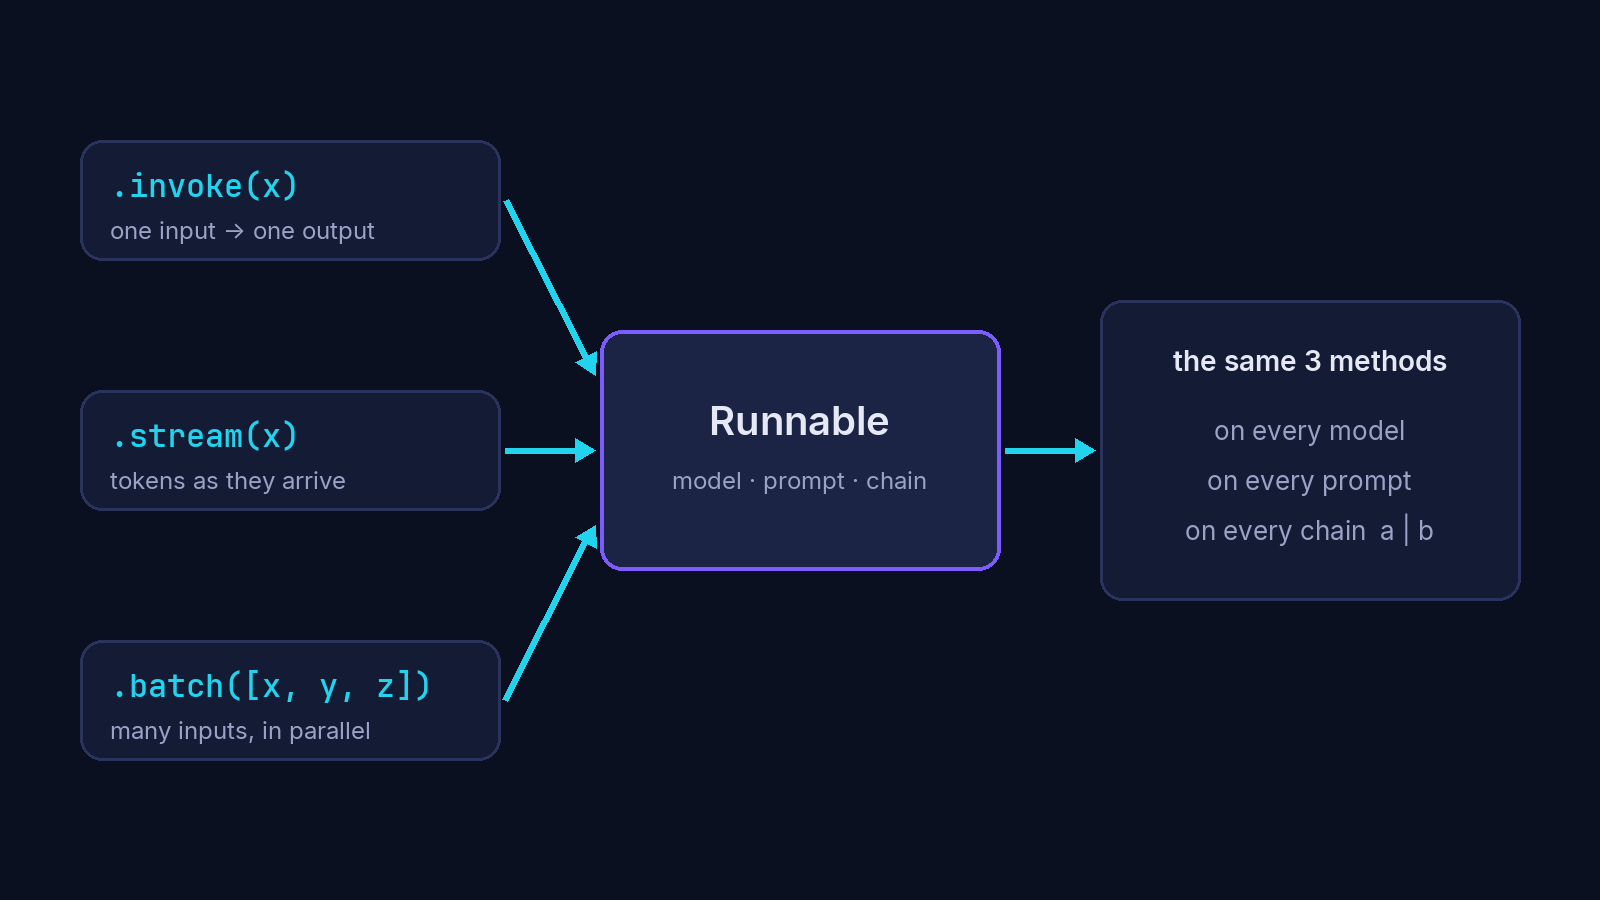 .invoke(x)
one input → one output
.stream(x)
tokens as they arrive
.batch([x, y, z])
many inputs, in parallel
Runnable
model · prompt · chain
the same 3 methods
on every model
on every prompt
on every chain  a | b